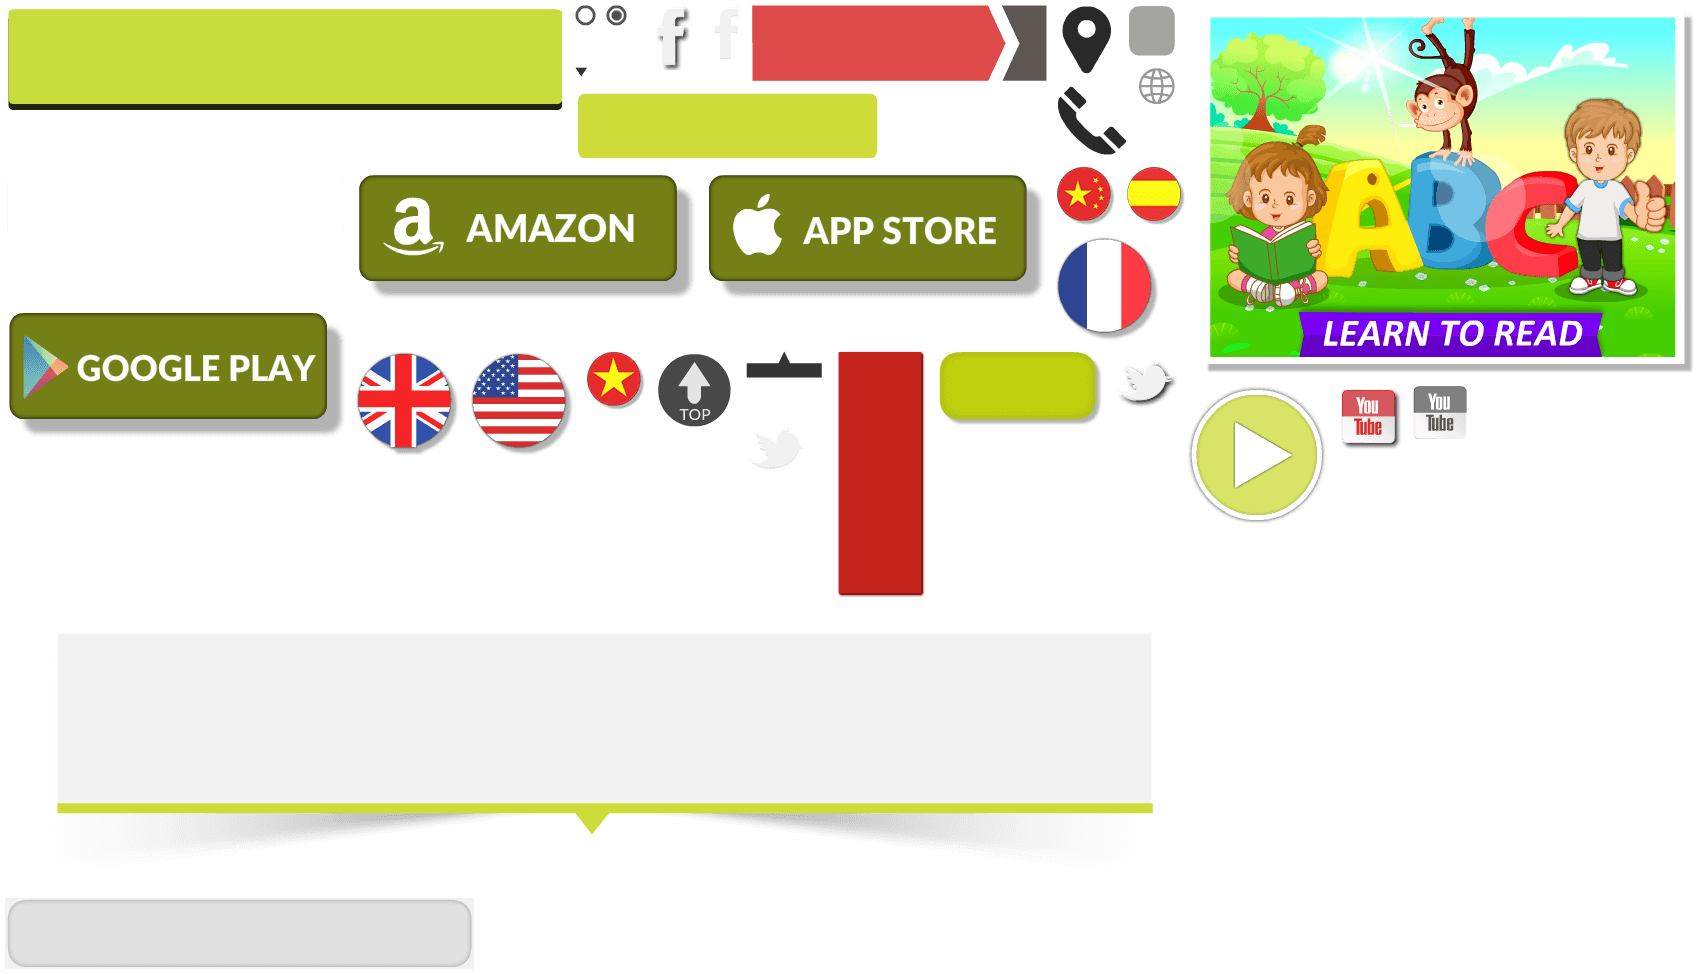 AMAZON
APP STORE
ABC
LEARN TO READ
GOOGLE PLAY
TOP
You
Tube
You
Tube